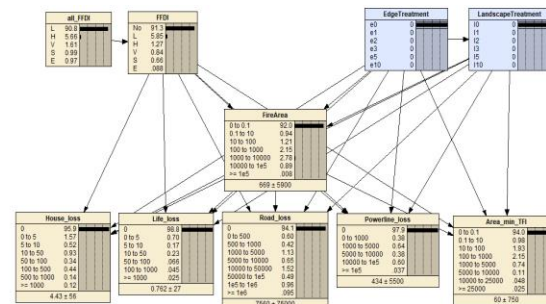 all_FFDI
L 90.8
H 5.66
V 1.61
S 0.99
E 0.97
FFDI
No 91.3
L 5.85
H 1.27
V 0.84
S 0.66
E .088
EdgeTreatment
e0 0
e1 0
e2 0
e3 0
e5 0
e10 0
LandscapeTreatment
l0 0
l1 0
l2 0
l3 0
l5 0
l10 0
FireArea
0 to 0.1 92.0
0.1 to 10 0.94
10 to 100 1.21
100 to 1000 2.15
1000 to 10000 2.78
10000 to 1e5 0.89
>= 1e5 .008
669 ± 5900
House_loss
0 95.9
0 to 5 1.57
5 to 10 0.52
10 to 50 0.93
50 to 100 0.34
100 to 500 0.44
500 to 1000 0.14
>= 1000 0.12
4.43 ± 56
Life_loss
0 98.8
0 to 5 0.70
5 to 10 0.17
10 to 50 0.23
50 to 100 .066
100 to 1000 .045
>= 1000 .025
0.762 ± 27
Road_loss
0 94.1
0 to 500 0.60
500 to 1000 0.42
1000 to 5000 1.13
5000 to 10000 0.65
10000 to 50000 1.52
50000 to 1e5 0.49
1e5 to 1e6 0.96
>= 1e6 .095
7560 ± 75000
Powerline_loss
0 97.9
0 to 1000 0.38
1000 to 5000 0.64
5000 to 10000 0.38
10000 to 1e5 0.60
>= 1e5 .037
434 ± 5500
Area_min_TFI
0 to 0.1 94.0
0.1 to 10 0.98
10 to 100 1.93
100 to 1000 2.15
1000 to 5000 0.74
5000 to 10000 0.11
10000 to 25000 .048
>= 25000 .025
60 ± 750